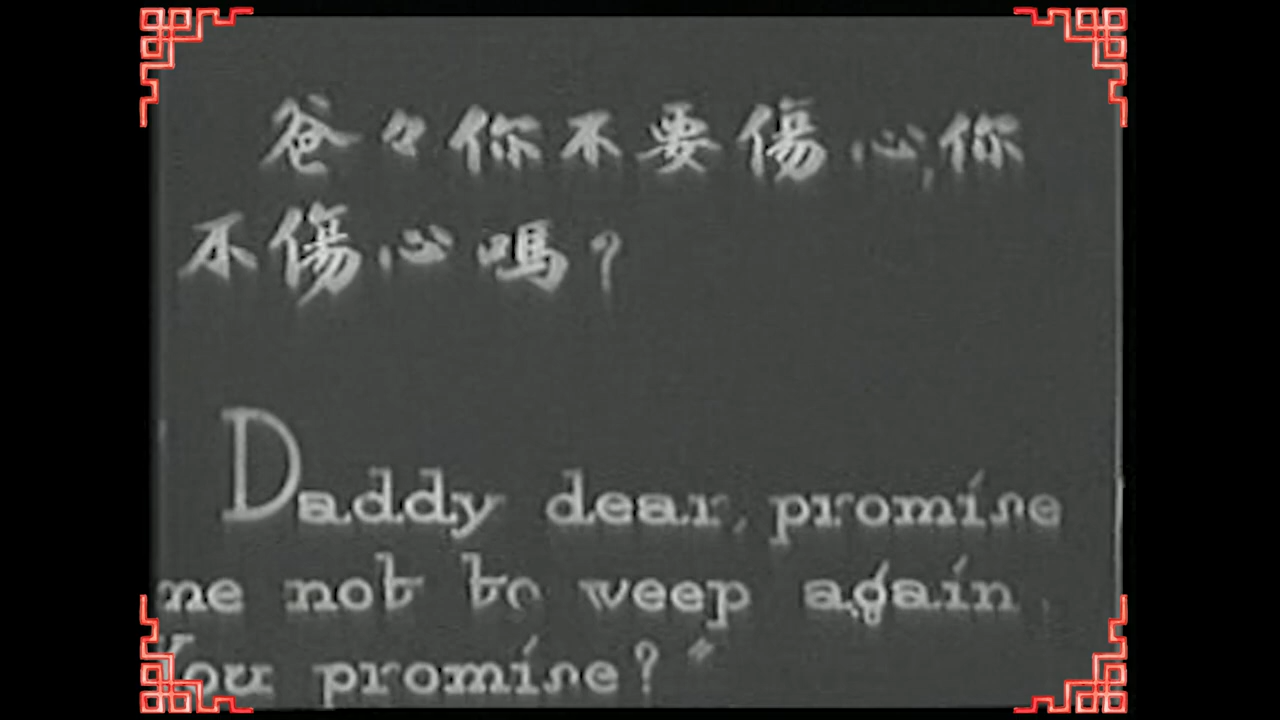 爸々你不要傷心,你
不傷心嗎?
Daddy dear, promise
me not to weep again.
You promise?"